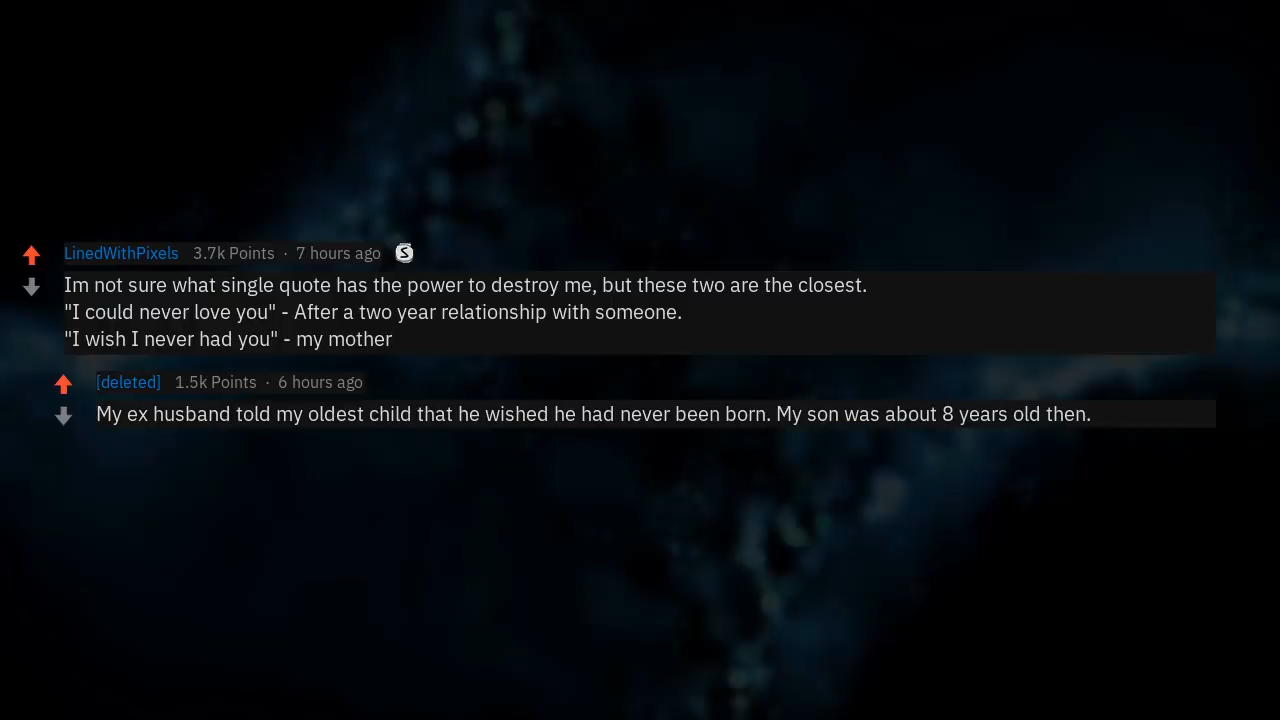 LinedWithPixels 3.7k Points · 7 hours ago S
Im not sure what single quote has the power to destroy me, but these two are the closest.
"I could never love you" - After a two year relationship with someone.
"I wish I never had you" - my mother
[deleted] 1.5k Points · 6 hours ago
My ex husband told my oldest child that he wished he had never been born. My son was about 8 years old then.